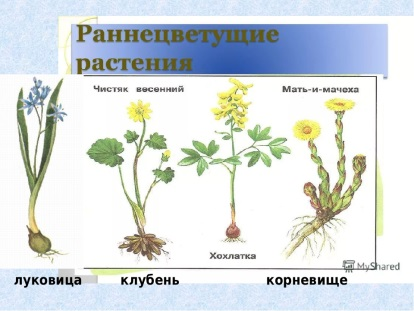 Раннецветущие
растения
Чистяк весенний
Мать-и-мачеха
Хохлатка
MyShared
луковица клубень корневище